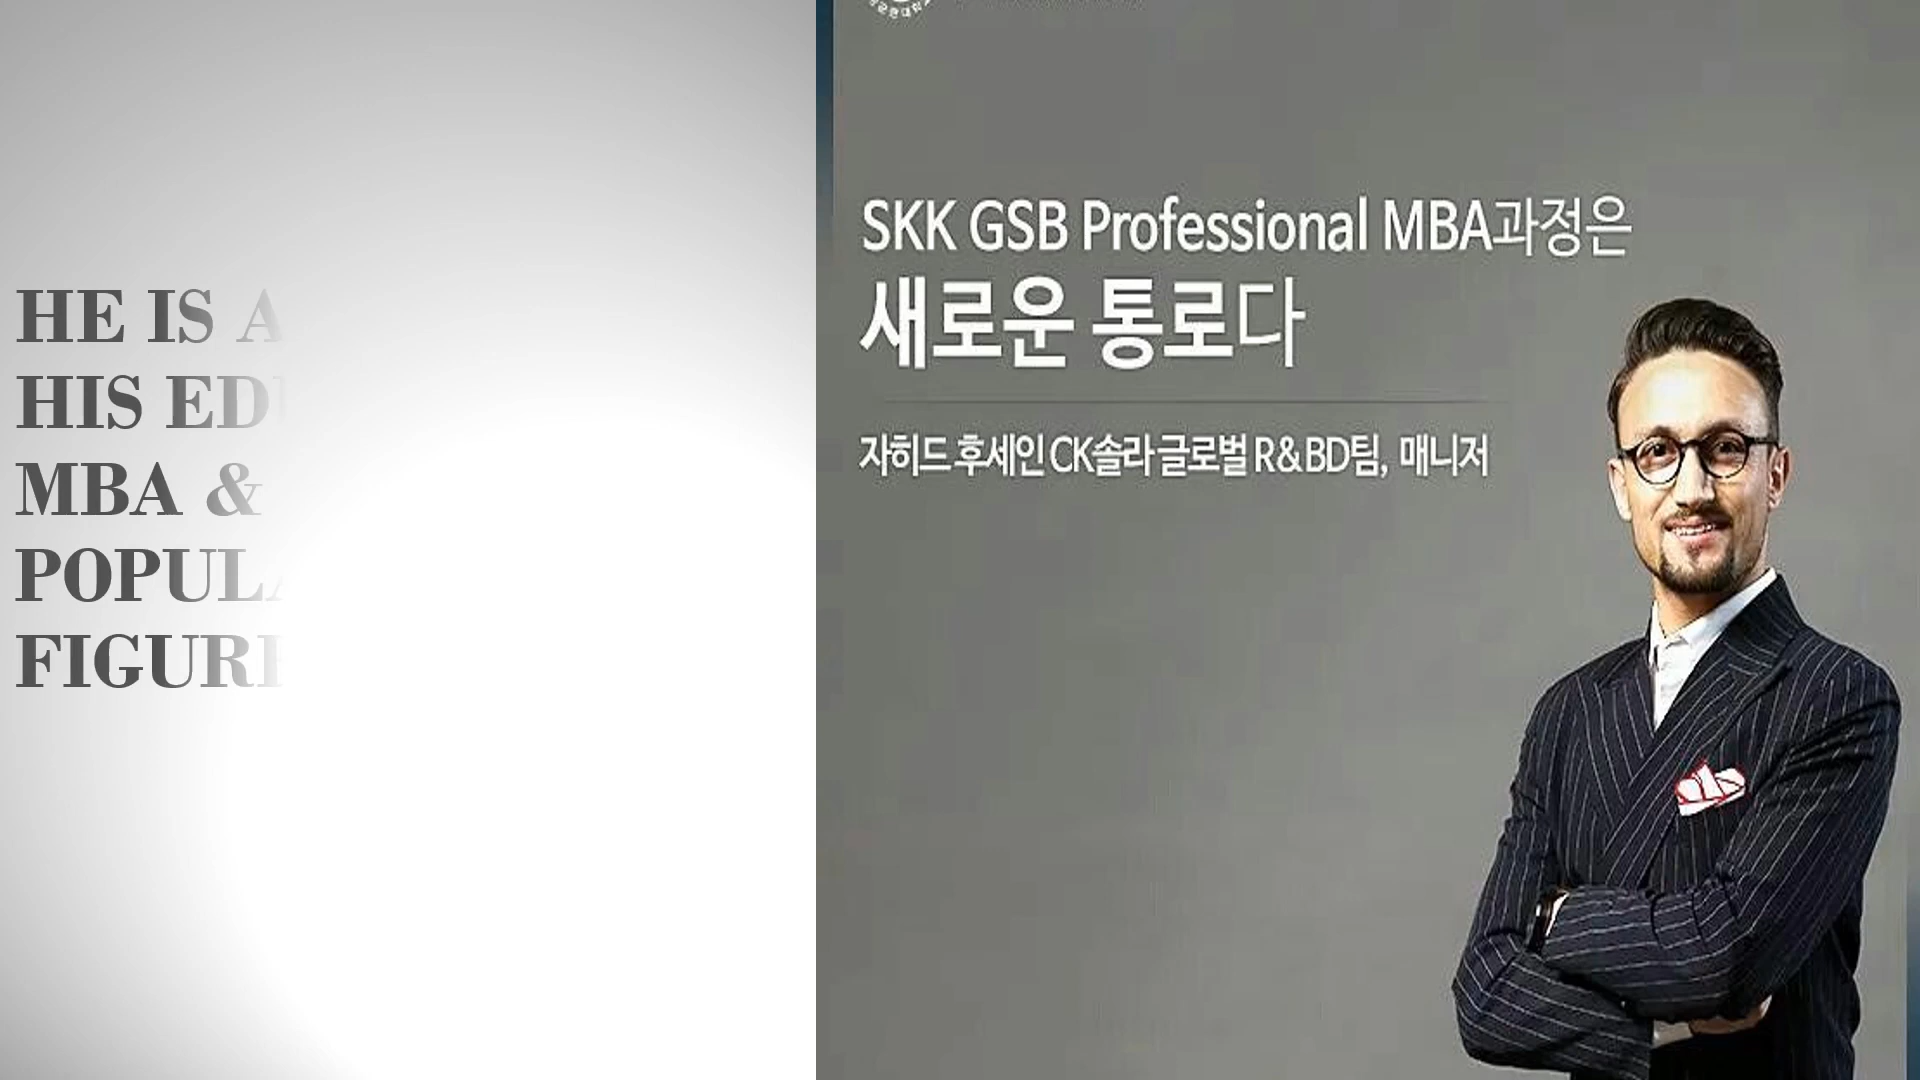 HE IS A
HIS ED
MBA &
POPUL
FIGUR
SKK GSB Professional MBA과정은
새로운 통로다
자히드 후세인 CK솔라 글로벌 R&BD팀, 매니저